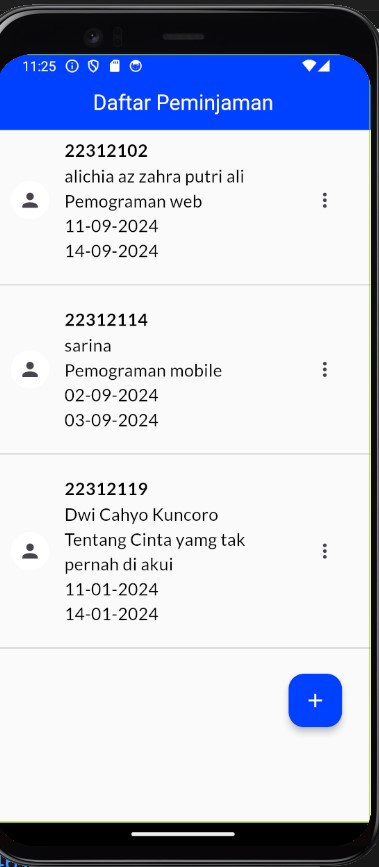 11:25
Daftar Peminjaman
22312102
alichia az zahra putri ali
Pemograman web
11-09-2024
14-09-2024
22312114
sarina
Pemograman mobile
02-09-2024
03-09-2024
22312119
Dwi Cahyo Kuncoro
Tentang Cinta yamg tak
pernah di akui
11-01-2024
14-01-2024
+